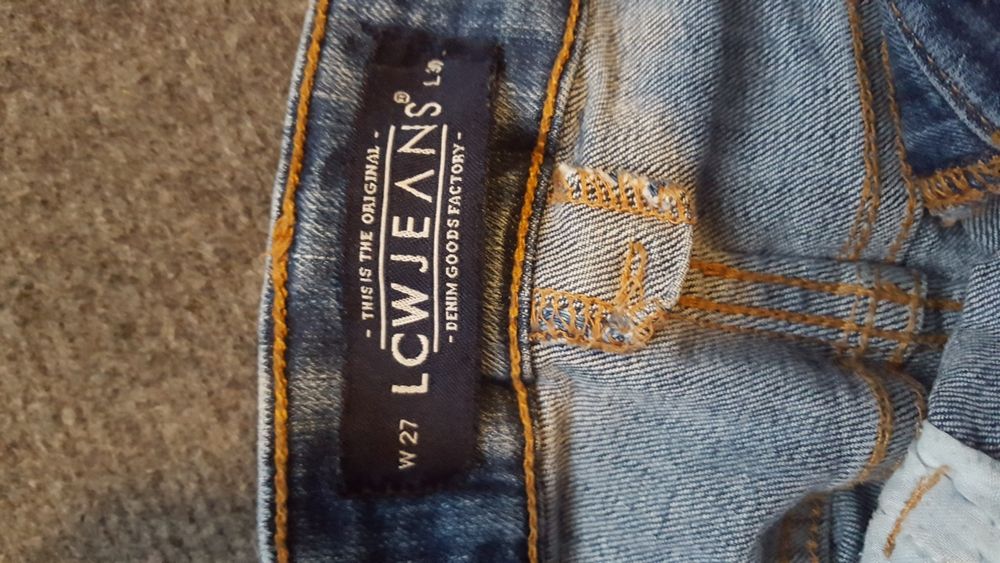 - THIS IS THE ORIGINAL -
W 27 LCWJEANS®
- DENIM GOODS FACTORY -